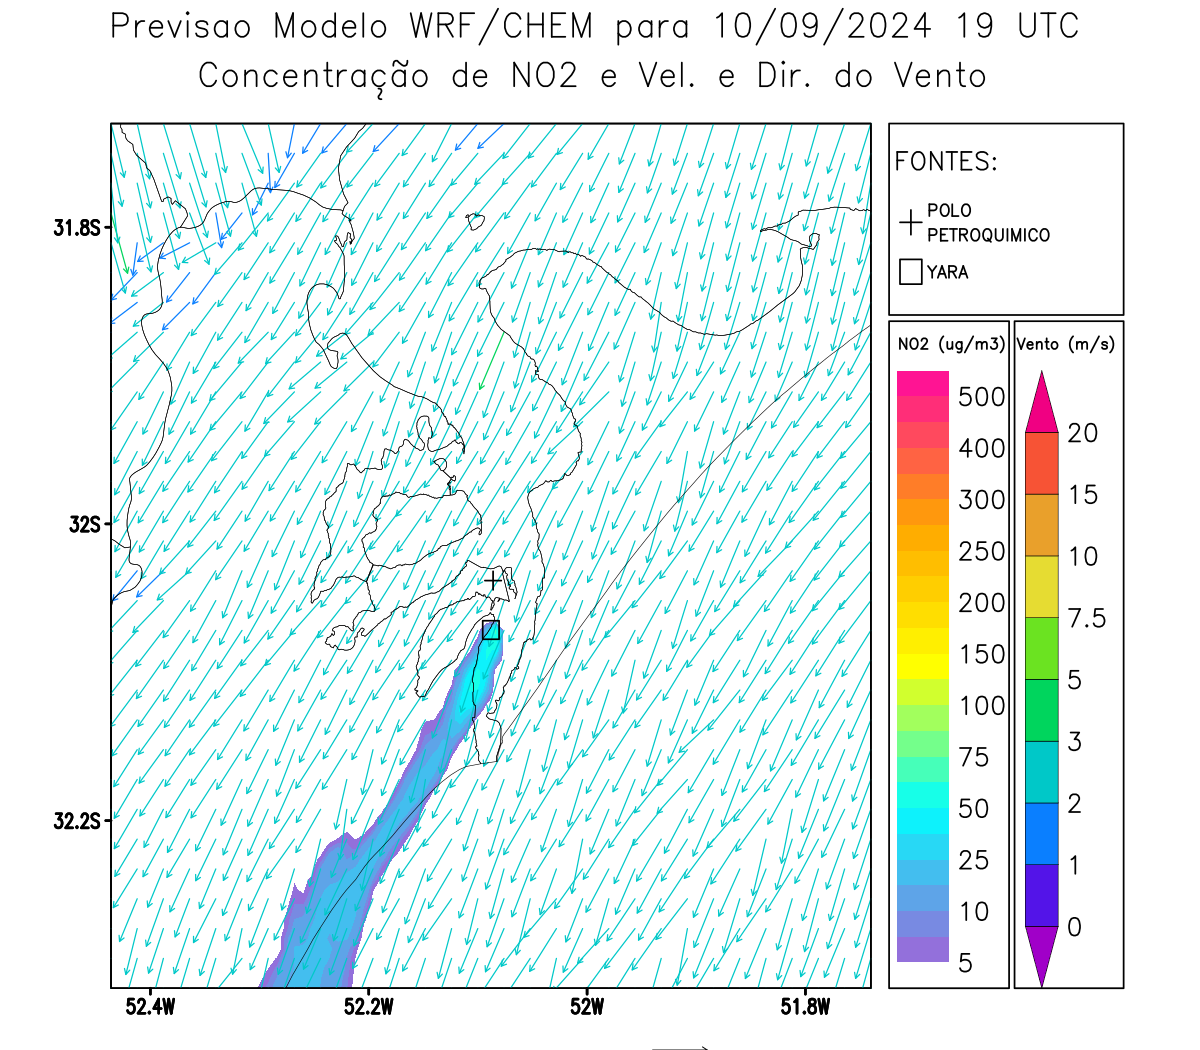 Previsao Modelo WRF/CHEM para 10/09/2024 19 UTC
Concentração de NO2 e Vel. e Dir. do Vento
FONTES:
POLO
PETROQUIMICO
YARA
31.8S
32S
32.2S
52.4W
52.2W
52W
51.8W
NO2 (ug/m3)
500
400
300
250
200
150
100
75
50
25
10
5
Vento (m/s)
20
15
10
7.5
5
3
2
1
0